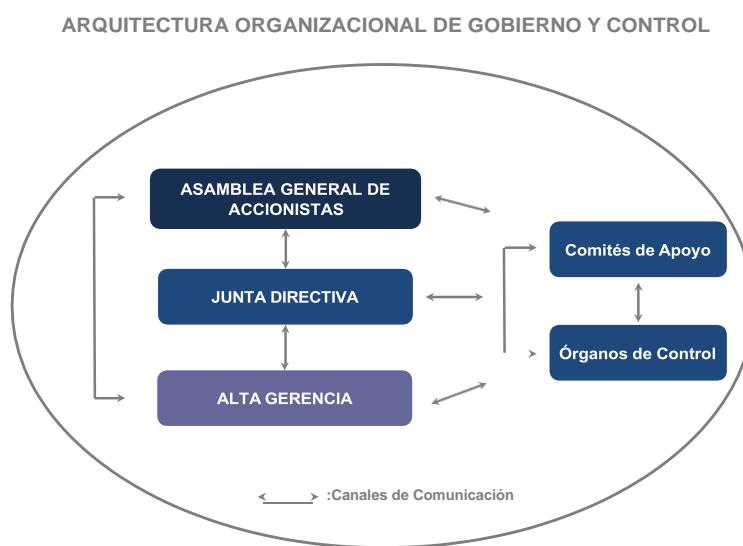 ARQUITECTURA ORGANIZACIONAL DE GOBIERNO Y CONTROL
ASAMBLEA GENERAL DE
ACCIONISTAS
JUNTA DIRECTIVA
ALTA GERENCIA
Comités de Apoyo
Órganos de Control
:Canales de Comunicación